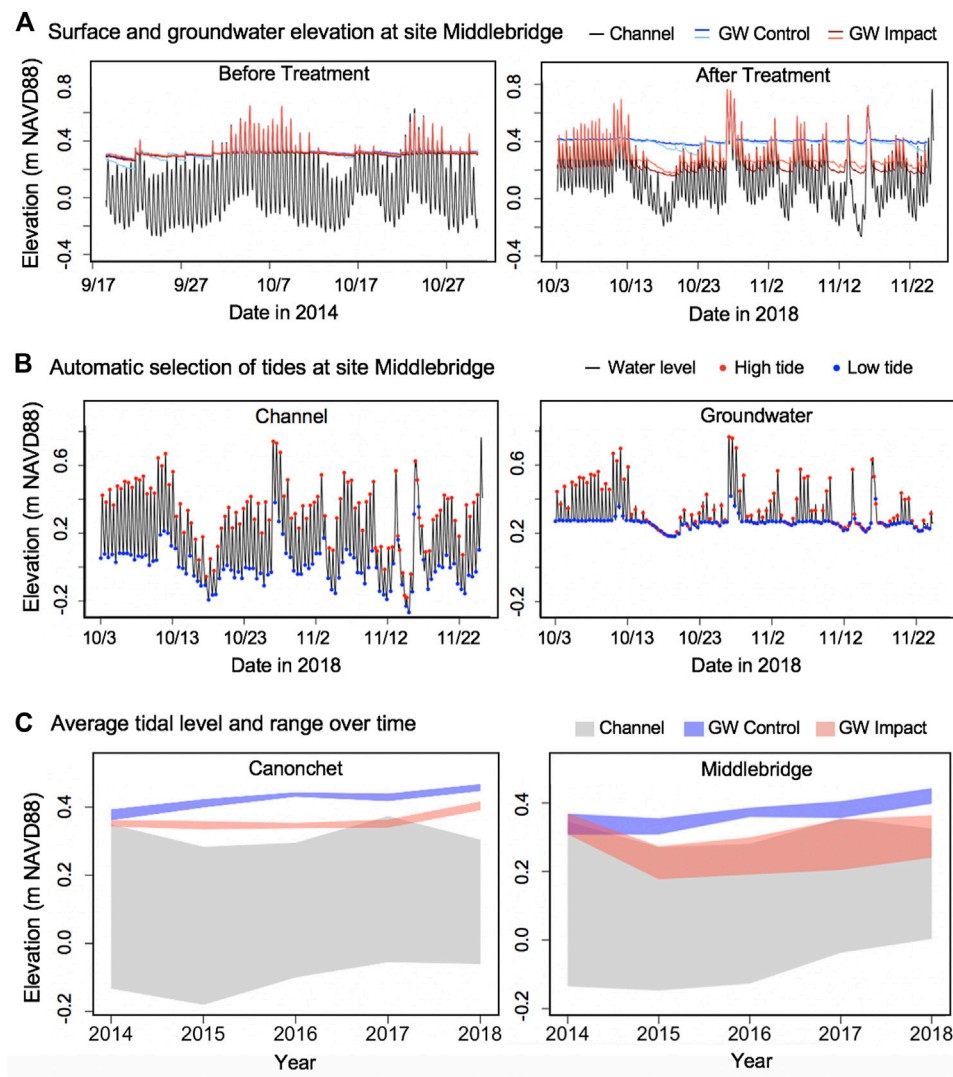 A Surface and groundwater elevation at site Middlebridge
Channel GW Control GW Impact
Before Treatment
After Treatment
Elevation (m NAVD88)
0.8
0.4
0.0
-0.4
0.8
0.4
0.0
-0.4
9/17 9/27 10/7 10/17 10/27
10/3 10/13 10/23 11/2 11/12 11/22
Date in 2014
Date in 2018
B Automatic selection of tides at site Middlebridge
Water level High tide Low tide
Channel
Groundwater
Elevation (m NAVD88)
0.6
0.2
-0.2
0.6
0.2
-0.2
10/3 10/13 10/23 11/2 11/12 11/22
10/3 10/13 10/23 11/2 11/12 11/22
Date in 2018
Date in 2018
C Average tidal level and range over time
Channel GW Control GW Impact
Canonchet
Middlebridge
Elevation (m NAVD88)
0.4
0.2
0.0
-0.2
0.4
0.2
0.0
-0.2
2014 2015 2016 2017 2018
2014 2015 2016 2017 2018
Year
Year